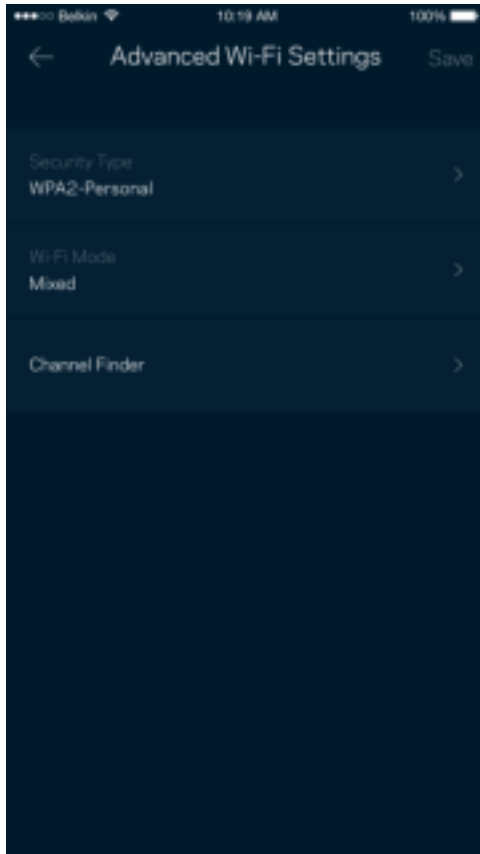 Belkin 10:19 AM 100%
Advanced Wi-Fi Settings Save
Security Type
WPA2-Personal
Wi-Fi Mode
Mixed
Channel Finder